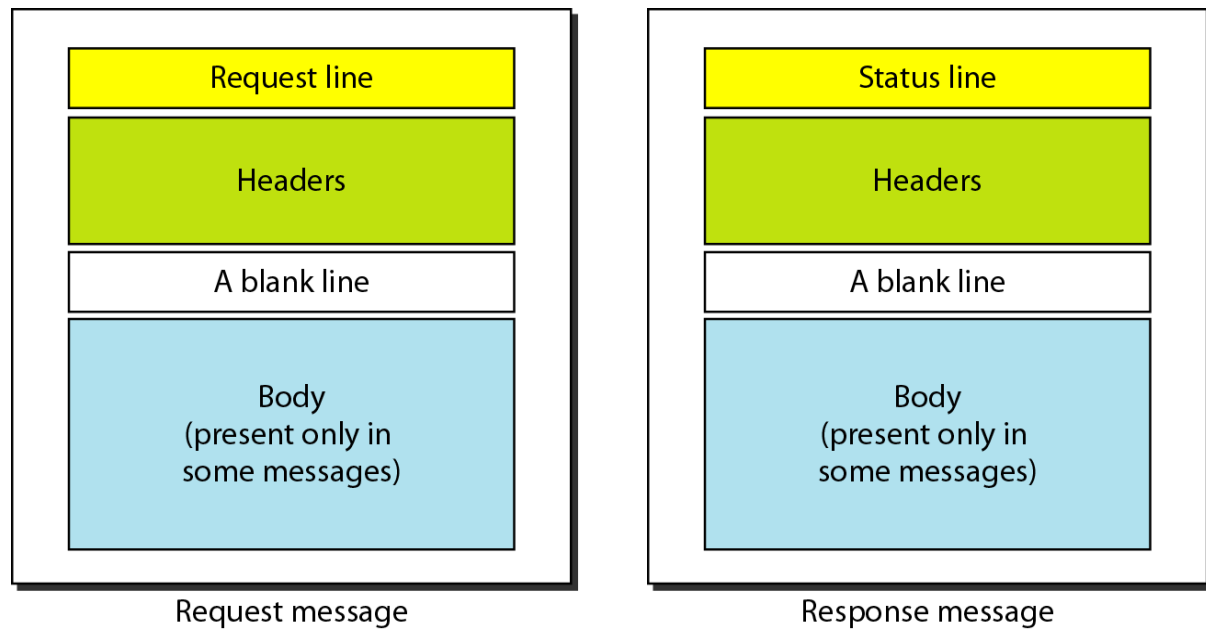 Request line
Headers
A blank line
Body
(present only in
some messages)
Request message
Status line
Headers
A blank line
Body
(present only in
some messages)
Response message